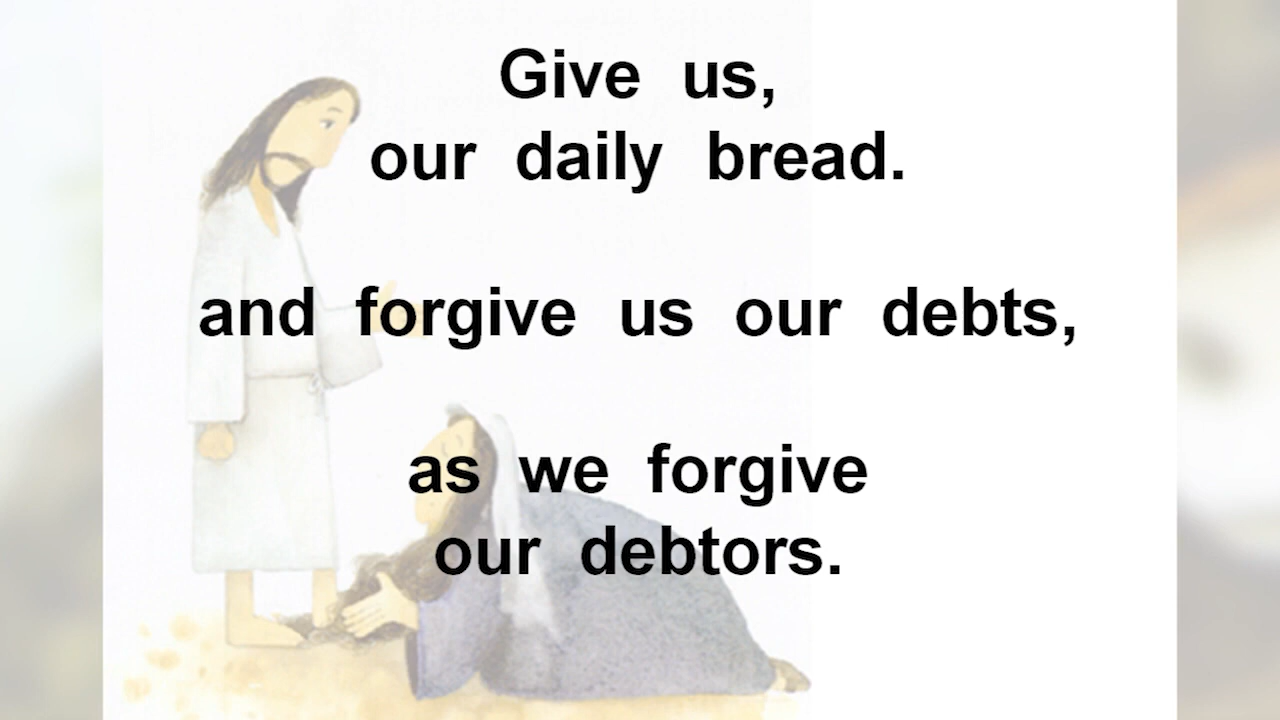 Give us,
our daily bread.
and forgive us our debts,
as we forgive
our debtors.